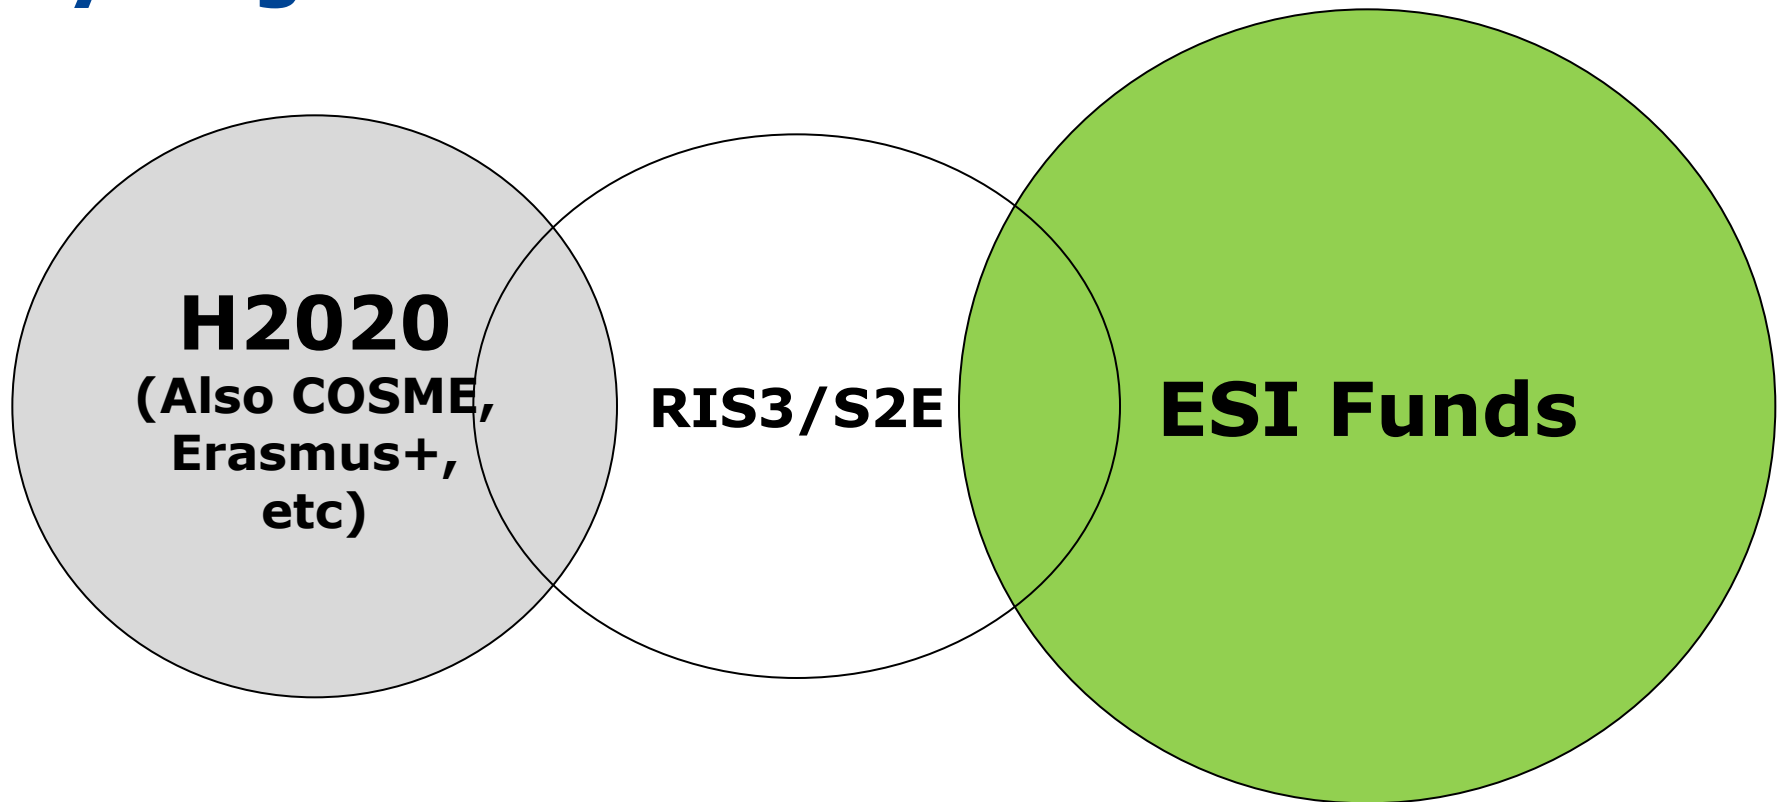 H2020
(Also COSME,
Erasmus+,
etc)
RIS3/S2E
ESI Funds